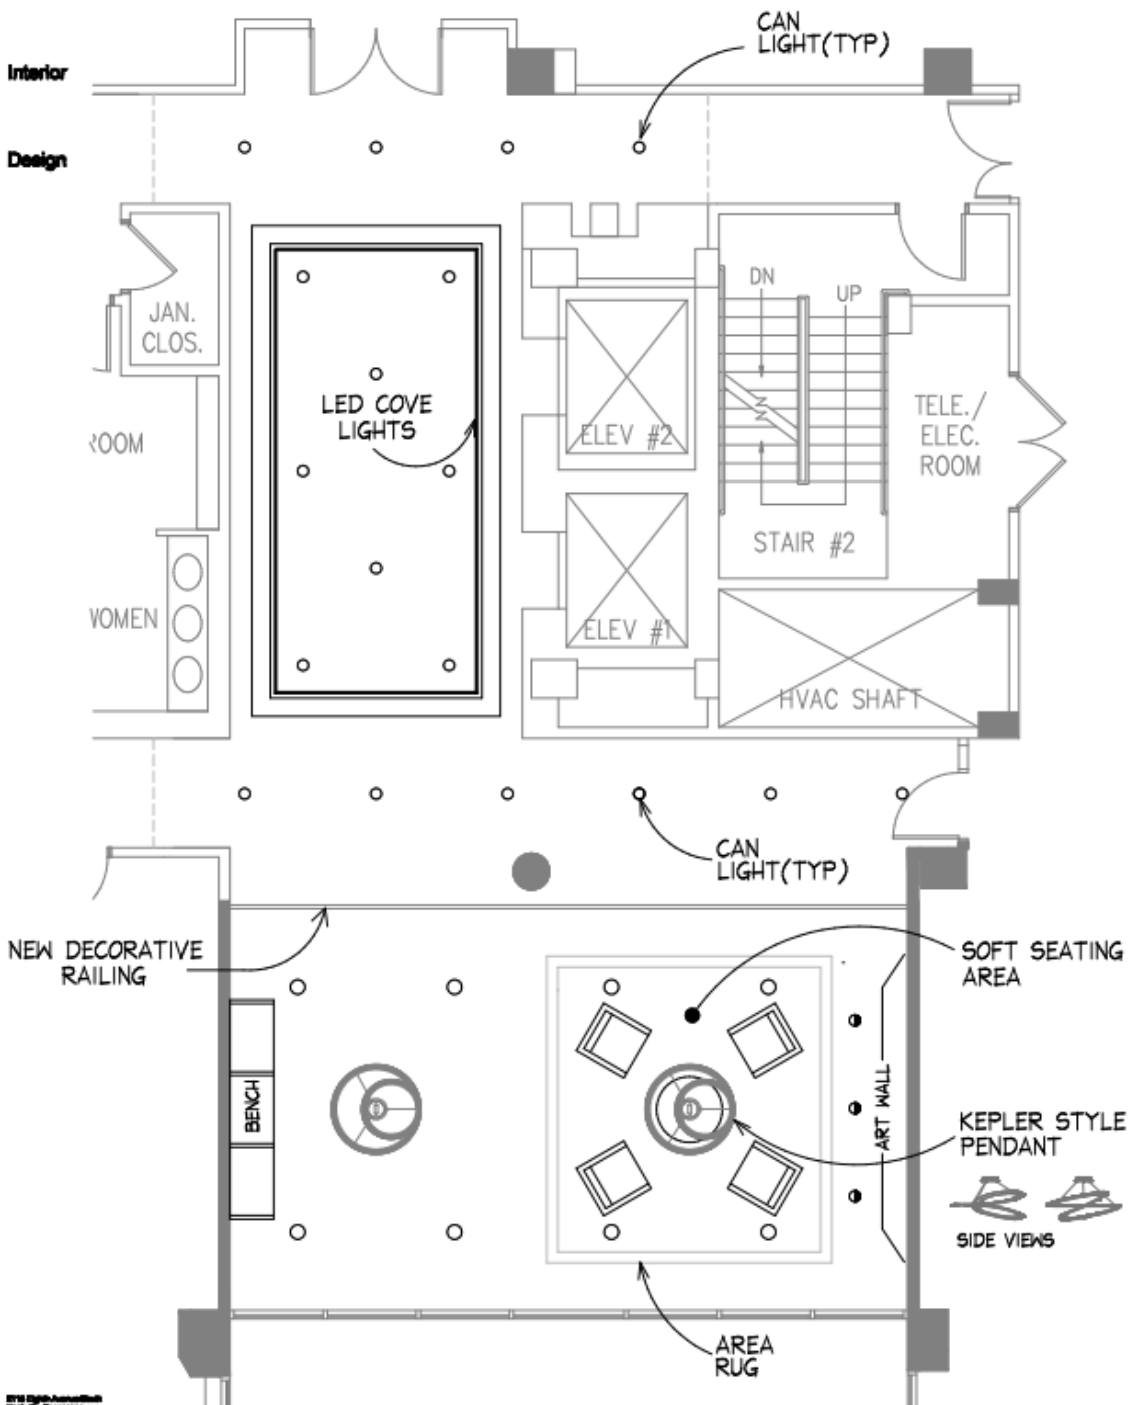 CAN
LIGHT(TYP)
Interior
Design
DN
UP
JAN.
CLOS.
LED COVE
LIGHTS
TELE./
ELEC.
ROOM
ROOM
ELEV #2
STAIR #2
WOMEN
ELEV #1
HVAC SHAFT
CAN
LIGHT(TYP)
NEW DECORATIVE
RAILING
SOFT SEATING
AREA
BENCH
ART WALL
KEPLER STYLE
PENDANT
SIDE VIEWS
AREA
RUG